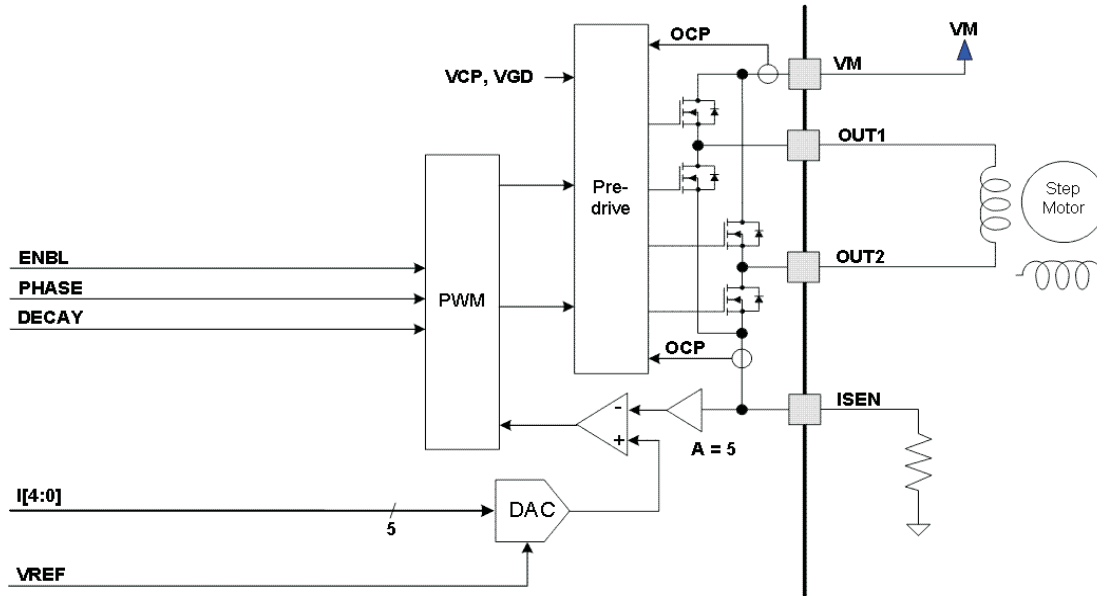 OCP
VM
VM
VCP, VGD
OUT1
Pre-
drive
Step
Motor
ENBL
OUT2
PHASE
PWM
DECAY
OCP
ISEN
-
+
A = 5
I[4:0]
5
DAC
VREF